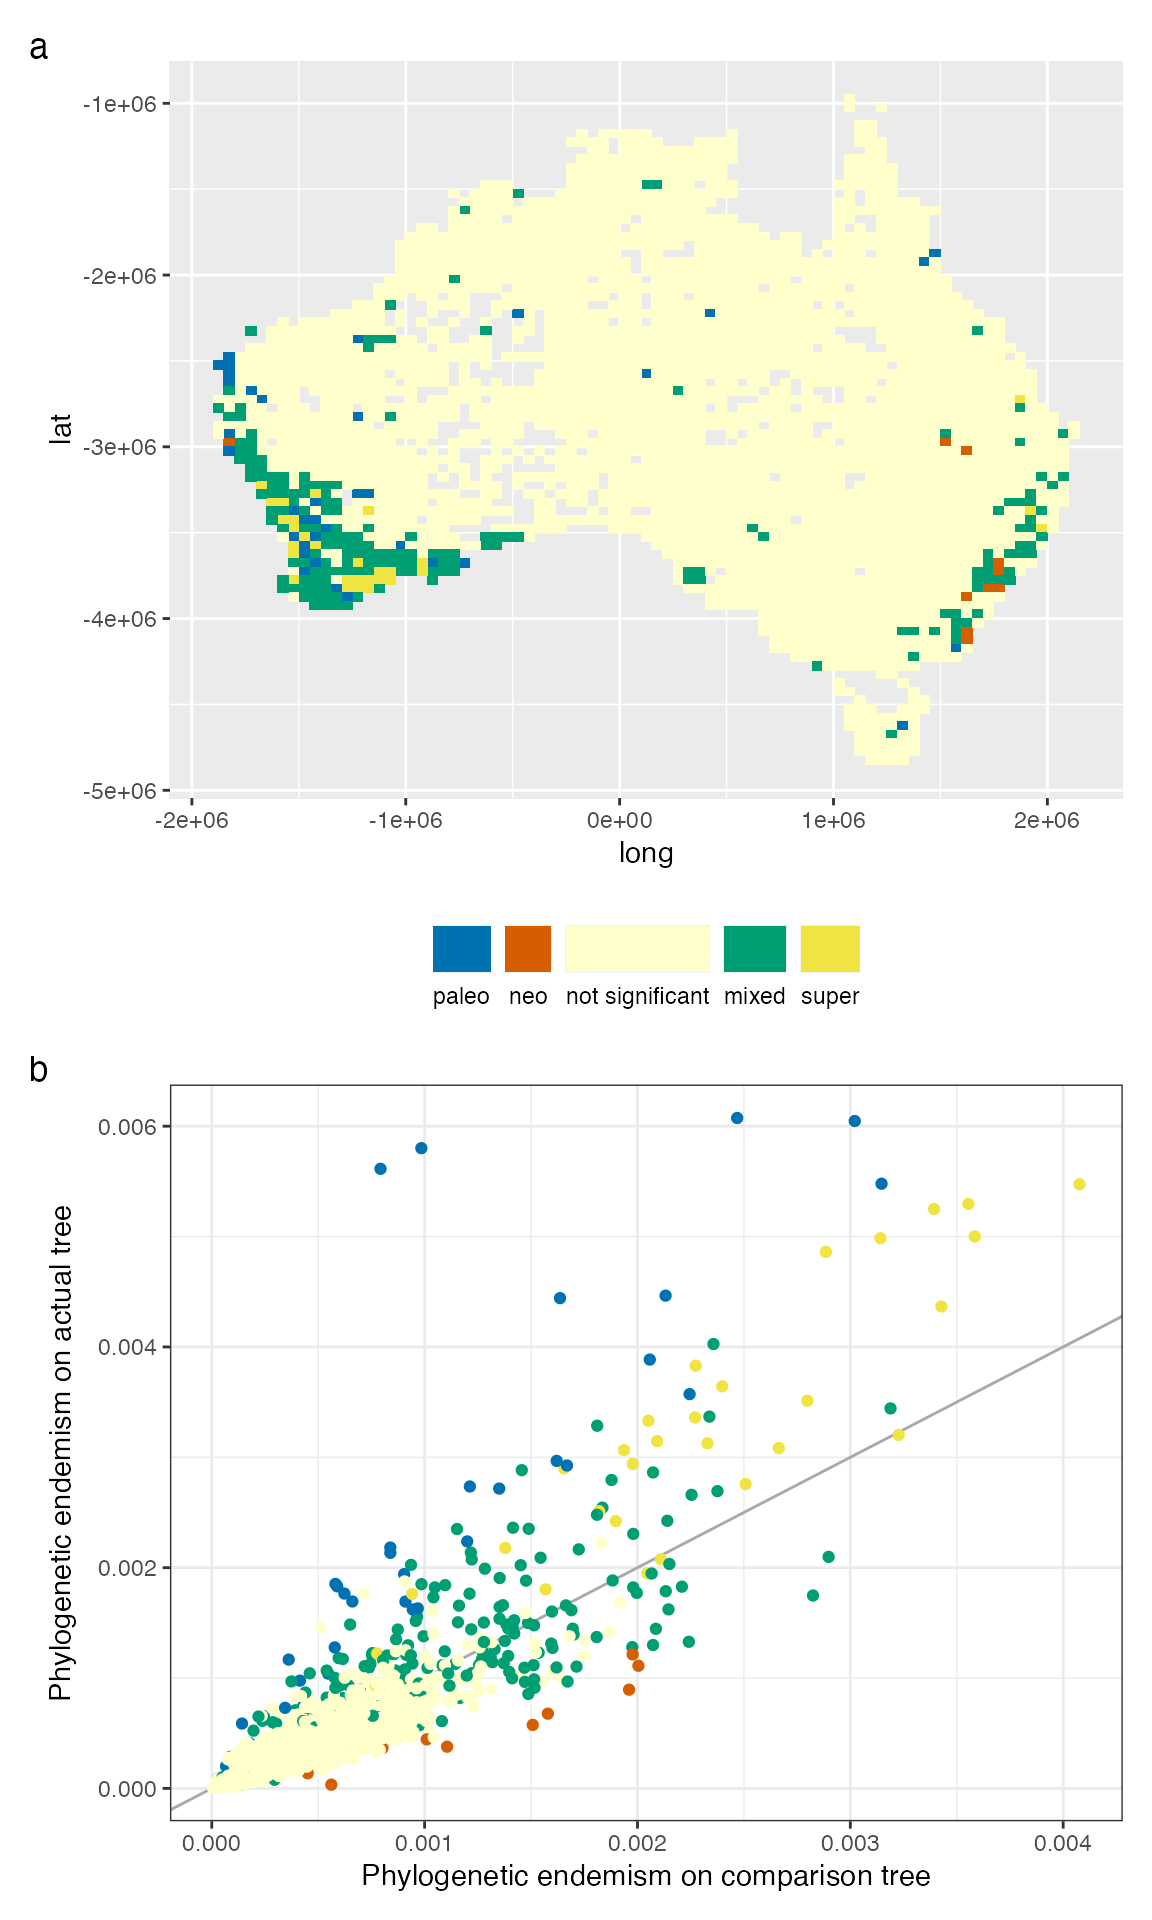 a
-1e+06
-2e+06
-3e+06
-4e+06
-5e+06
lat
-2e+06 -1e+06 0e+00 1e+06 2e+06
long
paleo neo not significant mixed super
b
0.006
0.004
0.002
0.000
Phylogenetic endemism on actual tree
0.000 0.001 0.002 0.003 0.004
Phylogenetic endemism on comparison tree